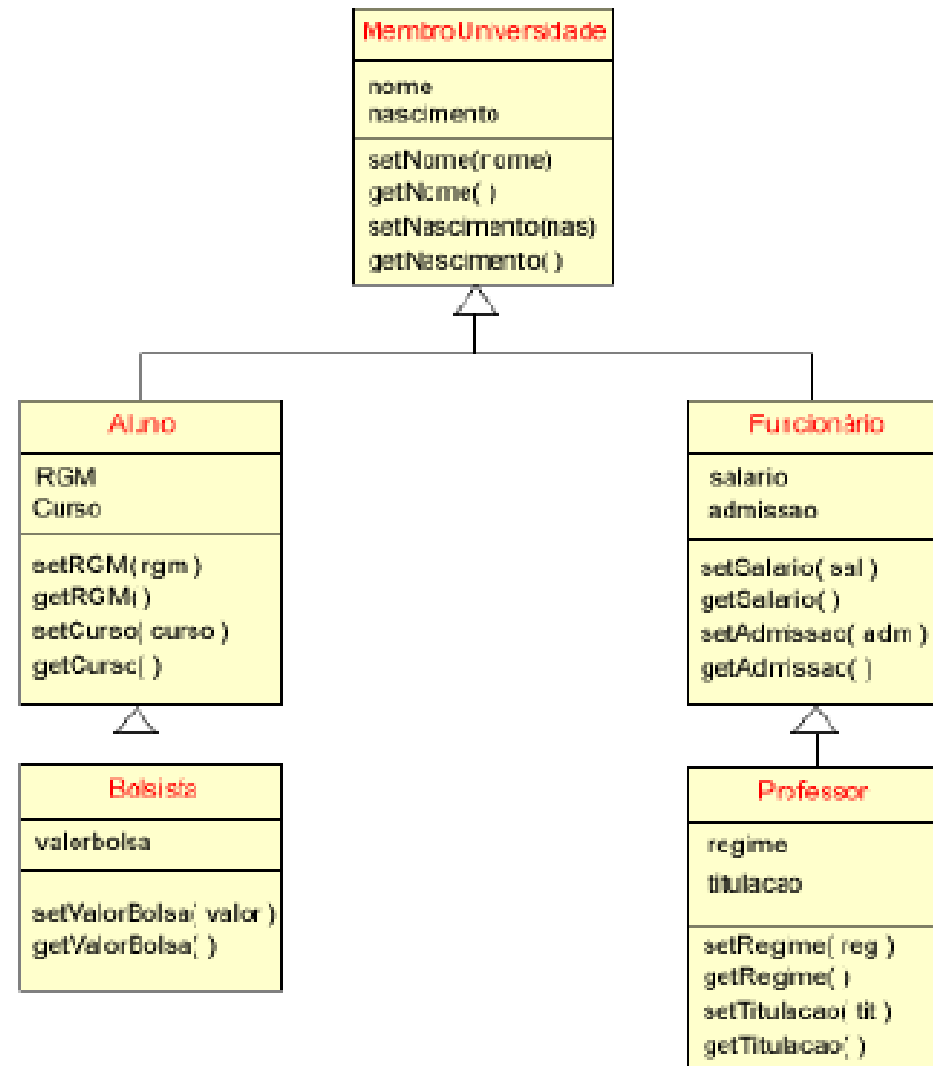 MembroUniversidade
nome
nascimento
setNome(nome)
getNome( )
setNascimento(nas)
getNascimento( )
Aluno
RGM
Curso
setRGM( rgm )
getRGM( )
setCurso( curso )
getCurso( )
Funcionário
salario
admissao
setSalario( sal )
getSalario( )
setAdmissao( adm )
getAdmissao( )
Bolsista
valorbolsa
setValorBolsa( valor )
getValorBolsa( )
Professor
regime
titulacao
setRegime( reg )
getRegime( )
setTitulacao( tit )
getTitulacao( )